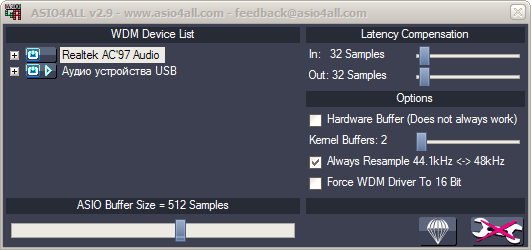 ASIO4ALL v2.9 - www.asio4all.com - feedback@asio4all.com
WDM Device List
Realtek AC'97 Audio
Аудио устройства USB
ASIO Buffer Size = 512 Samples
Latency Compensation
In: 32 Samples
Out: 32 Samples
Options
Hardware Buffer (Does not always work)
Kernel Buffers: 2
Always Resample 44.1kHz <-> 48kHz
Force WDM Driver To 16 Bit